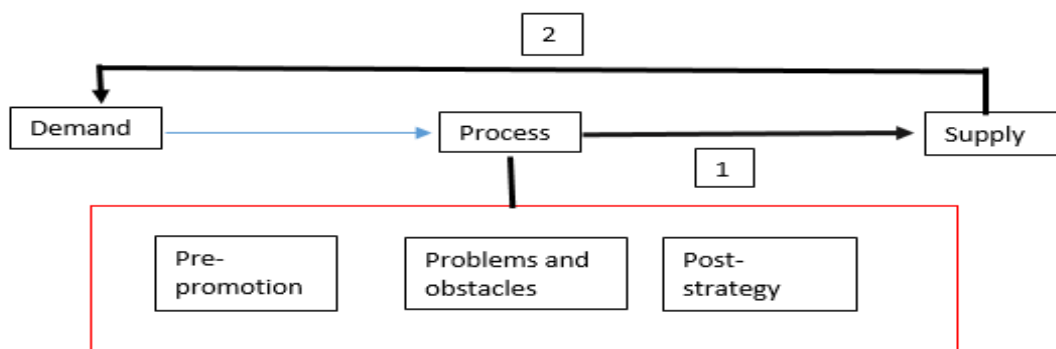 2
Demand
Process
Supply
1
Pre-
promotion
Problems and
obstacles
Post-
strategy